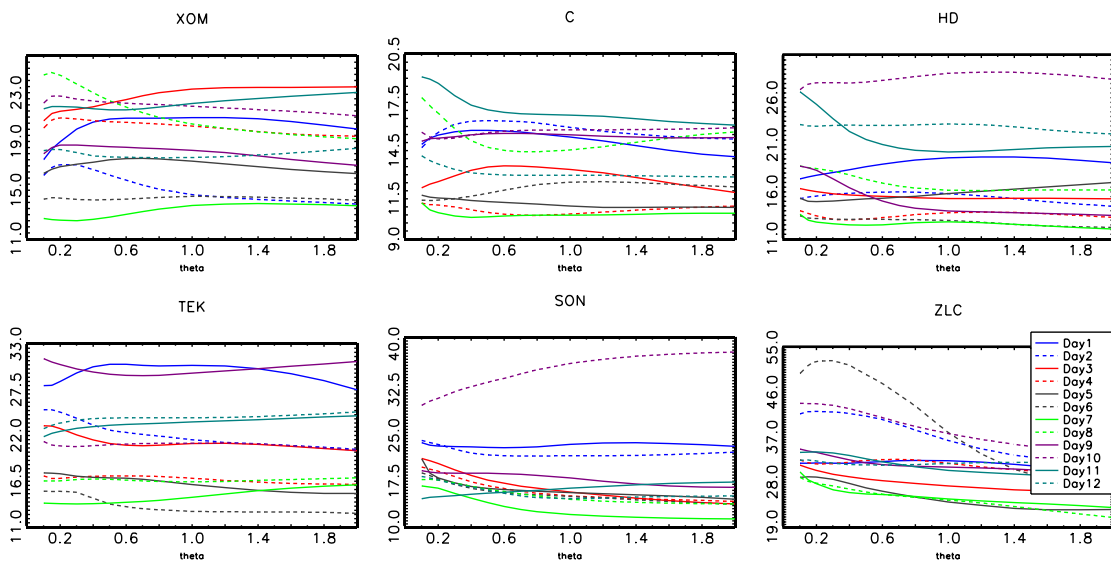 XOM
C
HD
23.0
19.0
15.0
11.0
0.2 0.6 1.0 1.4 1.8
theta
20.5
17.5
14.5
11.5
9.0
0.2 0.6 1.0 1.4 1.8
theta
26.0
21.0
16.0
11.0
0.2 0.6 1.0 1.4 1.8
theta
TEK
SON
ZLC
33.0
27.5
22.0
16.5
11.0
0.2 0.6 1.0 1.4 1.8
theta
40.0
32.5
25.0
17.5
10.0
0.2 0.6 1.0 1.4 1.8
theta
55.0
46.0
37.0
28.0
19.0
0.2 0.6 1.0 1.4 1.8
theta
Day1
Day2
Day3
Day4
Day5
Day6
Day7
Day8
Day9
Day10
Day11
Day12